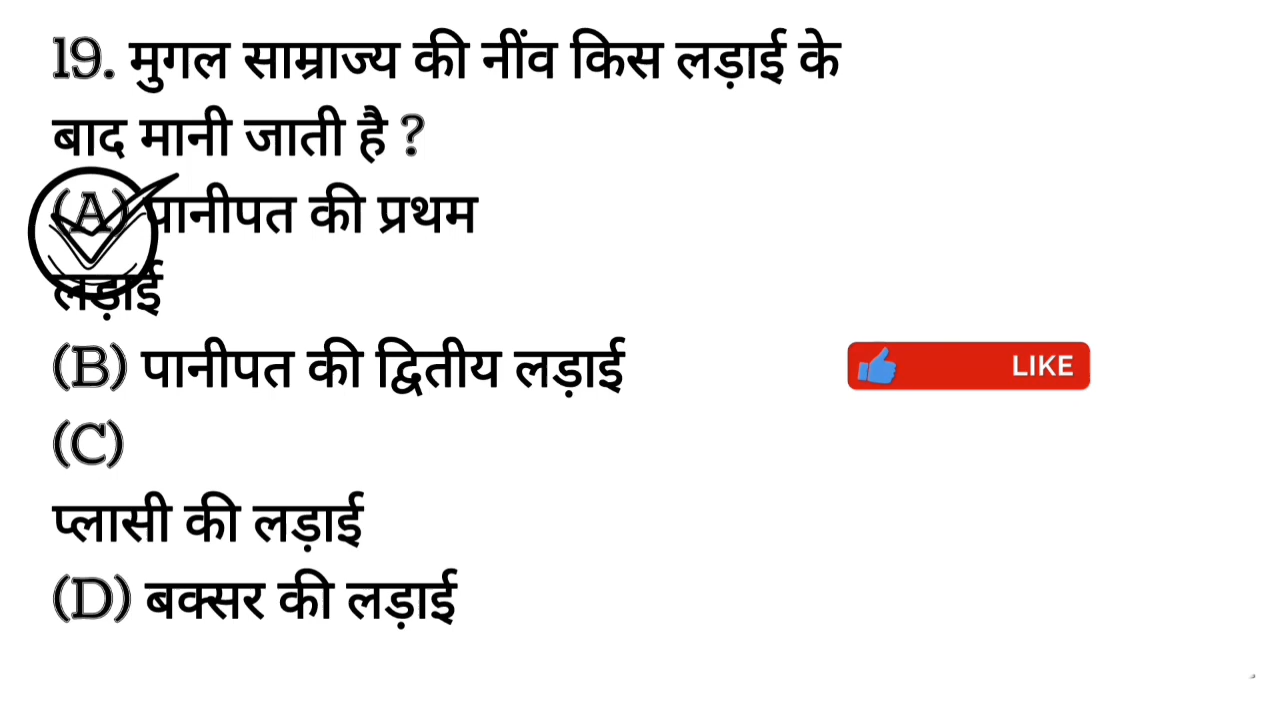 19. मुगल साम्राज्य की नींव किस लड़ाई के
बाद मानी जाती है ?
(A) पानीपत की प्रथम
लड़ाई
(B) पानीपत की द्वितीय लड़ाई
LIKE
(C)
प्लासी की लड़ाई
(D) बक्सर की लड़ाई